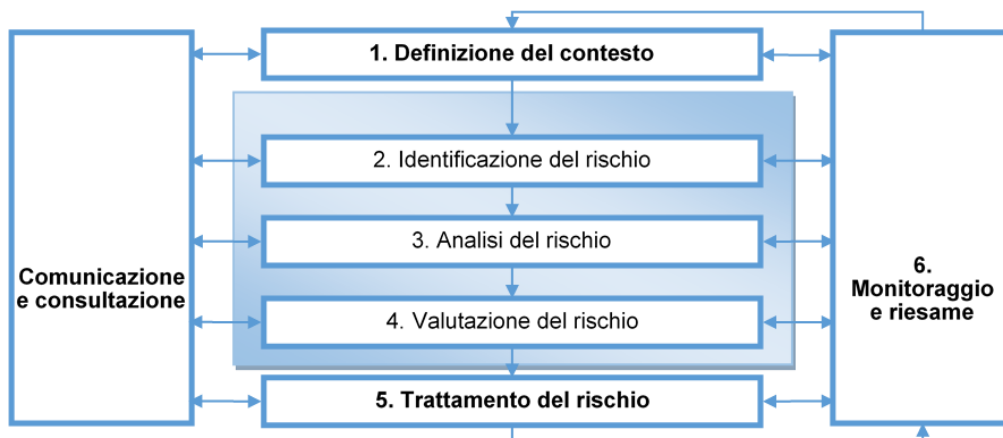 1. Definizione del contesto
2. Identificazione del rischio
3. Analisi del rischio
Comunicazione
e consultazione
6.
Monitoraggio
e riesame
4. Valutazione del rischio
5. Trattamento del rischio